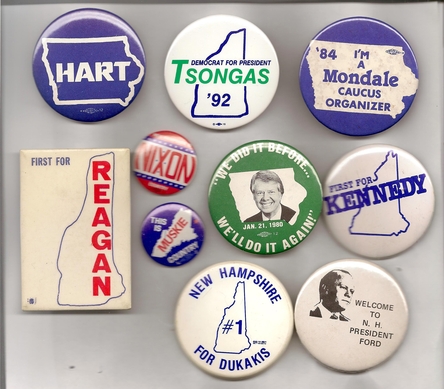 HART
DEMOCRAT FOR PRESIDENT
TSONGAS
'92
'84 I'M
A
Mondale
CAUCUS
ORGANIZER
FIRST FOR
REAGAN
NIXON
THIS IS
MUSKIE
COUNTRY
"WE DID IT BEFORE...
JAN. 21, 1980
WE'LL DO IT AGAIN!"
FIRST FOR
KENNEDY
NEW HAMPSHIRE
#1
FOR DUKAKIS
WELCOME
TO
N. H.
PRESIDENT
FORD